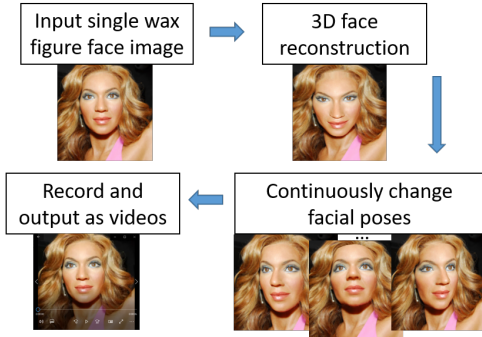 Input single wax
figure face image
3D face
reconstruction
Continuously change
facial poses
...
Record and
output as videos